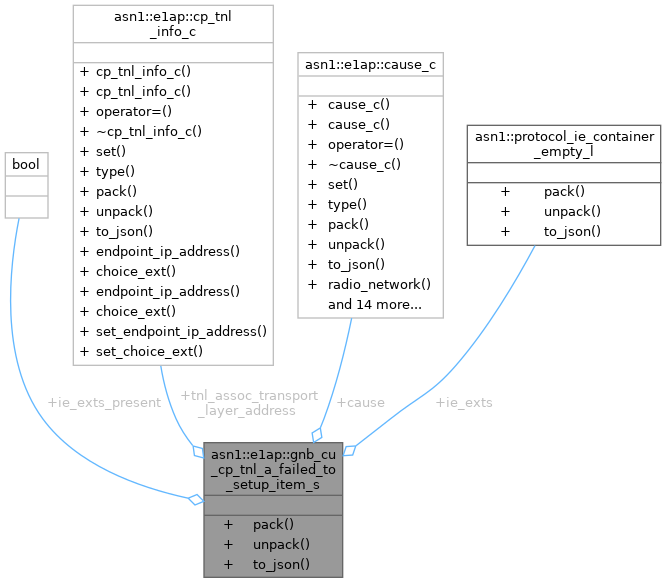 asn1::e1ap::cp_tnl
_info_c
+ cp_tnl_info_c()
+ cp_tnl_info_c()
+ operator=()
+ ~cp_tnl_info_c()
+ set()
+ type()
+ pack()
+ unpack()
+ to_json()
+ endpoint_ip_address()
+ choice_ext()
+ endpoint_ip_address()
+ choice_ext()
+ set_endpoint_ip_address()
+ set_choice_ext()
asn1::e1ap::cause_c
+ cause_c()
+ cause_c()
+ operator=()
+ ~cause_c()
+ set()
+ type()
+ pack()
+ unpack()
+ to_json()
+ radio_network()
and 14 more...
asn1::protocol_ie_container
_empty_l
+ pack()
+ unpack()
+ to_json()
bool
+ie_exts_present
+tnl_assoc_transport
_layer_address
+cause
+ie_exts
asn1::e1ap::gnb_cu
_cp_tnl_a_failed_to
_setup_item_s
+ pack()
+ unpack()
+ to_json()